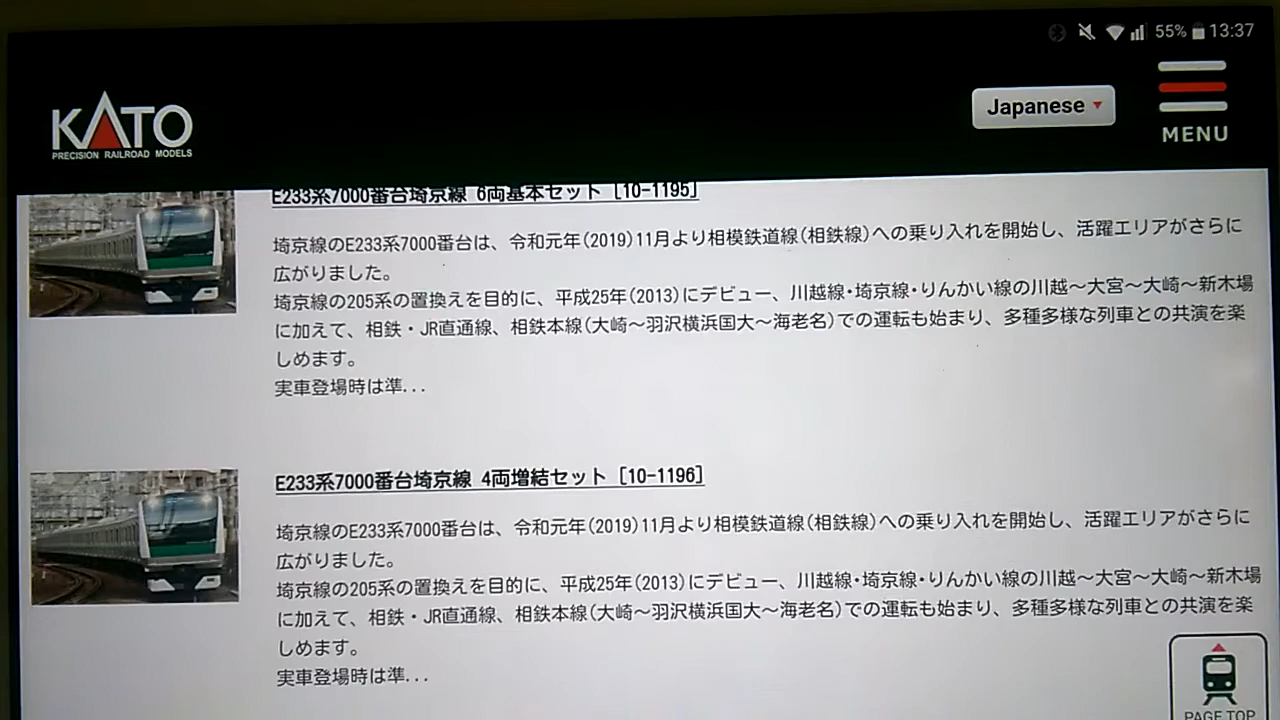 55% 13:37
KATO
PRECISION RAILROAD MODELS
Japanese
MENU
E233系7000番台埼京線 6両基本セット [10-1195]
埼京線のE233系7000番台は、令和元年(2019)11月より相模鉄道線(相鉄線)への乗り入れを開始し、活躍エリアがさらに
広がりました。
埼京線の205系の置換えを目的に、平成25年(2013)にデビュー、川越線・埼京線・りんかい線の川越～大宮～大崎～新木場
に加えて、相鉄・JR直通線、相鉄本線(大崎～羽沢横浜国大～海老名)での運転も始まり、多種多様な列車との共演を楽
しめます。
実車登場時は準...
E233系7000番台埼京線 4両増結セット [10-1196]
埼京線のE233系7000番台は、令和元年(2019)11月より相模鉄道線(相鉄線)への乗り入れを開始し、活躍エリアがさらに
広がりました。
埼京線の205系の置換えを目的に、平成25年(2013)にデビュー、川越線・埼京線・りんかい線の川越～大宮～大崎～新木場
に加えて、相鉄・JR直通線、相鉄本線(大崎～羽沢横浜国大～海老名)での運転も始まり、多種多様な列車との共演を楽
しめます。
実車登場時は準...
PAGE TOP